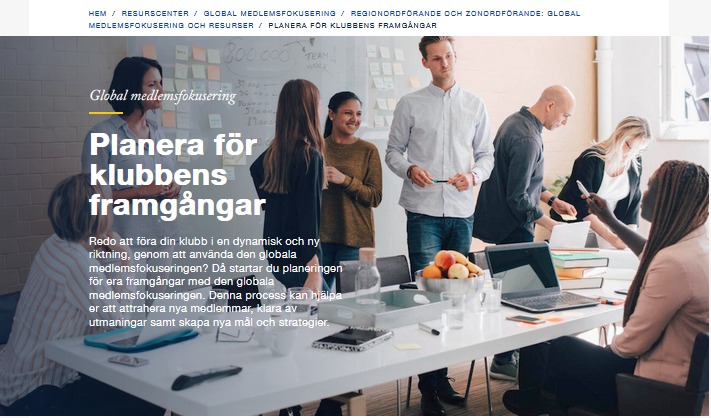 HEM / RESURSCENTER / GLOBAL MEDLEMSFOKUSERING / REGIONORDFÖRANDE OCH ZONORDFÖRANDE: GLOBAL
MEDLEMSFOKUSERING OCH RESURSER / PLANERA FÖR KLUBBENS FRAMGÅNGAR
Global medlemsfokusering
Planera för
klubbens
framgångar
Redo att föra din klubb i en dynamisk och ny
riktning, genom att använda den globala
medlemsfokuseringen? Då startar du planeringen
för era framgångar med den globala
medlemsfokuseringen. Denna process kan hjälpa
er att attrahera nya medlemmar, klara av
utmaningar samt skapa nya mål och strategier.